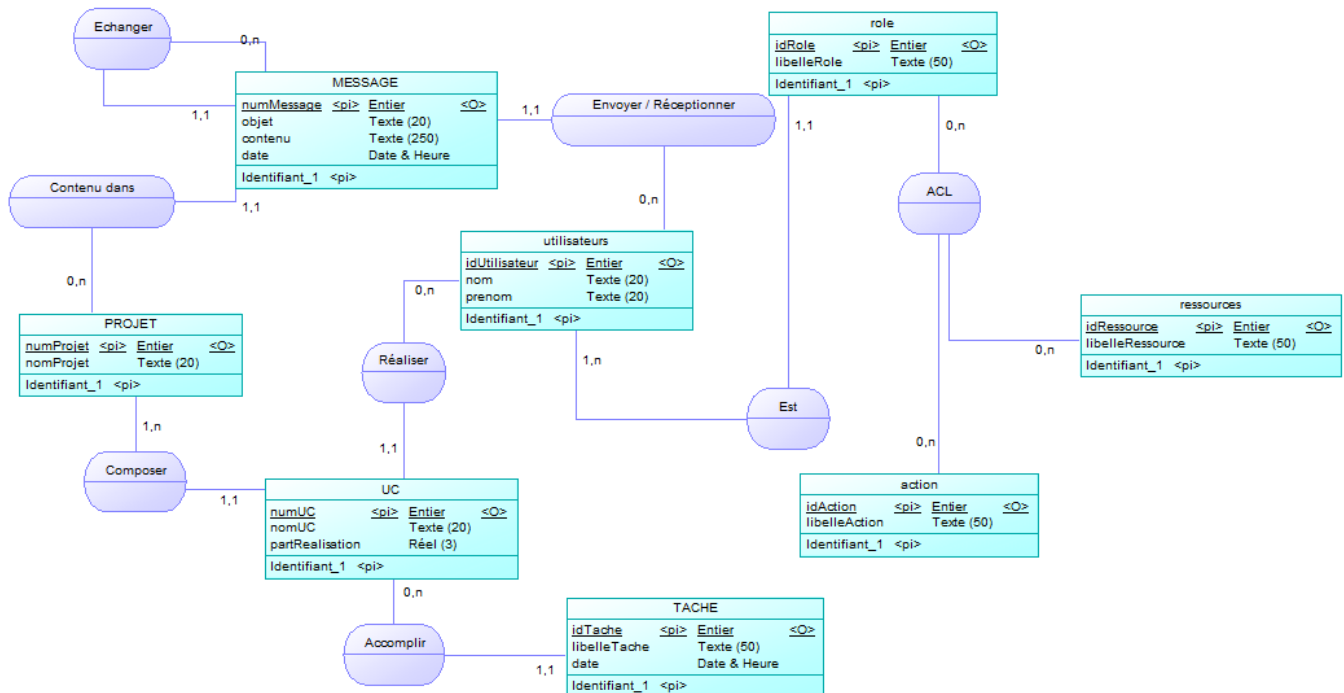 Echanger
0,n
1,1
MESSAGE
numMessage <pi> Entier <O>
objet Texte (20)
contenu Texte (250)
date Date & Heure
Identifiant_1 <pi>
1,1
Envoyer / Réceptionner
0,n
role
idRole <pi> Entier <O>
libelleRole Texte (50)
Identifiant_1 <pi>
1,1
0,n
ACL
Contenu dans
1,1
0,n
utilisateurs
idUtilisateur <pi> Entier <O>
nom Texte (20)
prenom Texte (20)
Identifiant_1 <pi>
0,n
1,n
ressources
idRessource <pi> Entier <O>
libelleRessource Texte (50)
Identifiant_1 <pi>
0,n
PROJET
numProjet <pi> Entier <O>
nomProjet Texte (20)
Identifiant_1 <pi>
1,n
Réaliser
1,1
Est
0,n
Composer
1,1
UC
numUC <pi> Entier <O>
nomUC Texte (20)
partRealisation Réel (3)
Identifiant_1 <pi>
0,n
action
idAction <pi> Entier <O>
libelleAction Texte (50)
Identifiant_1 <pi>
Accomplir
1,1
TACHE
idTache <pi> Entier <O>
libelleTache Texte (50)
date Date & Heure
Identifiant_1 <pi>